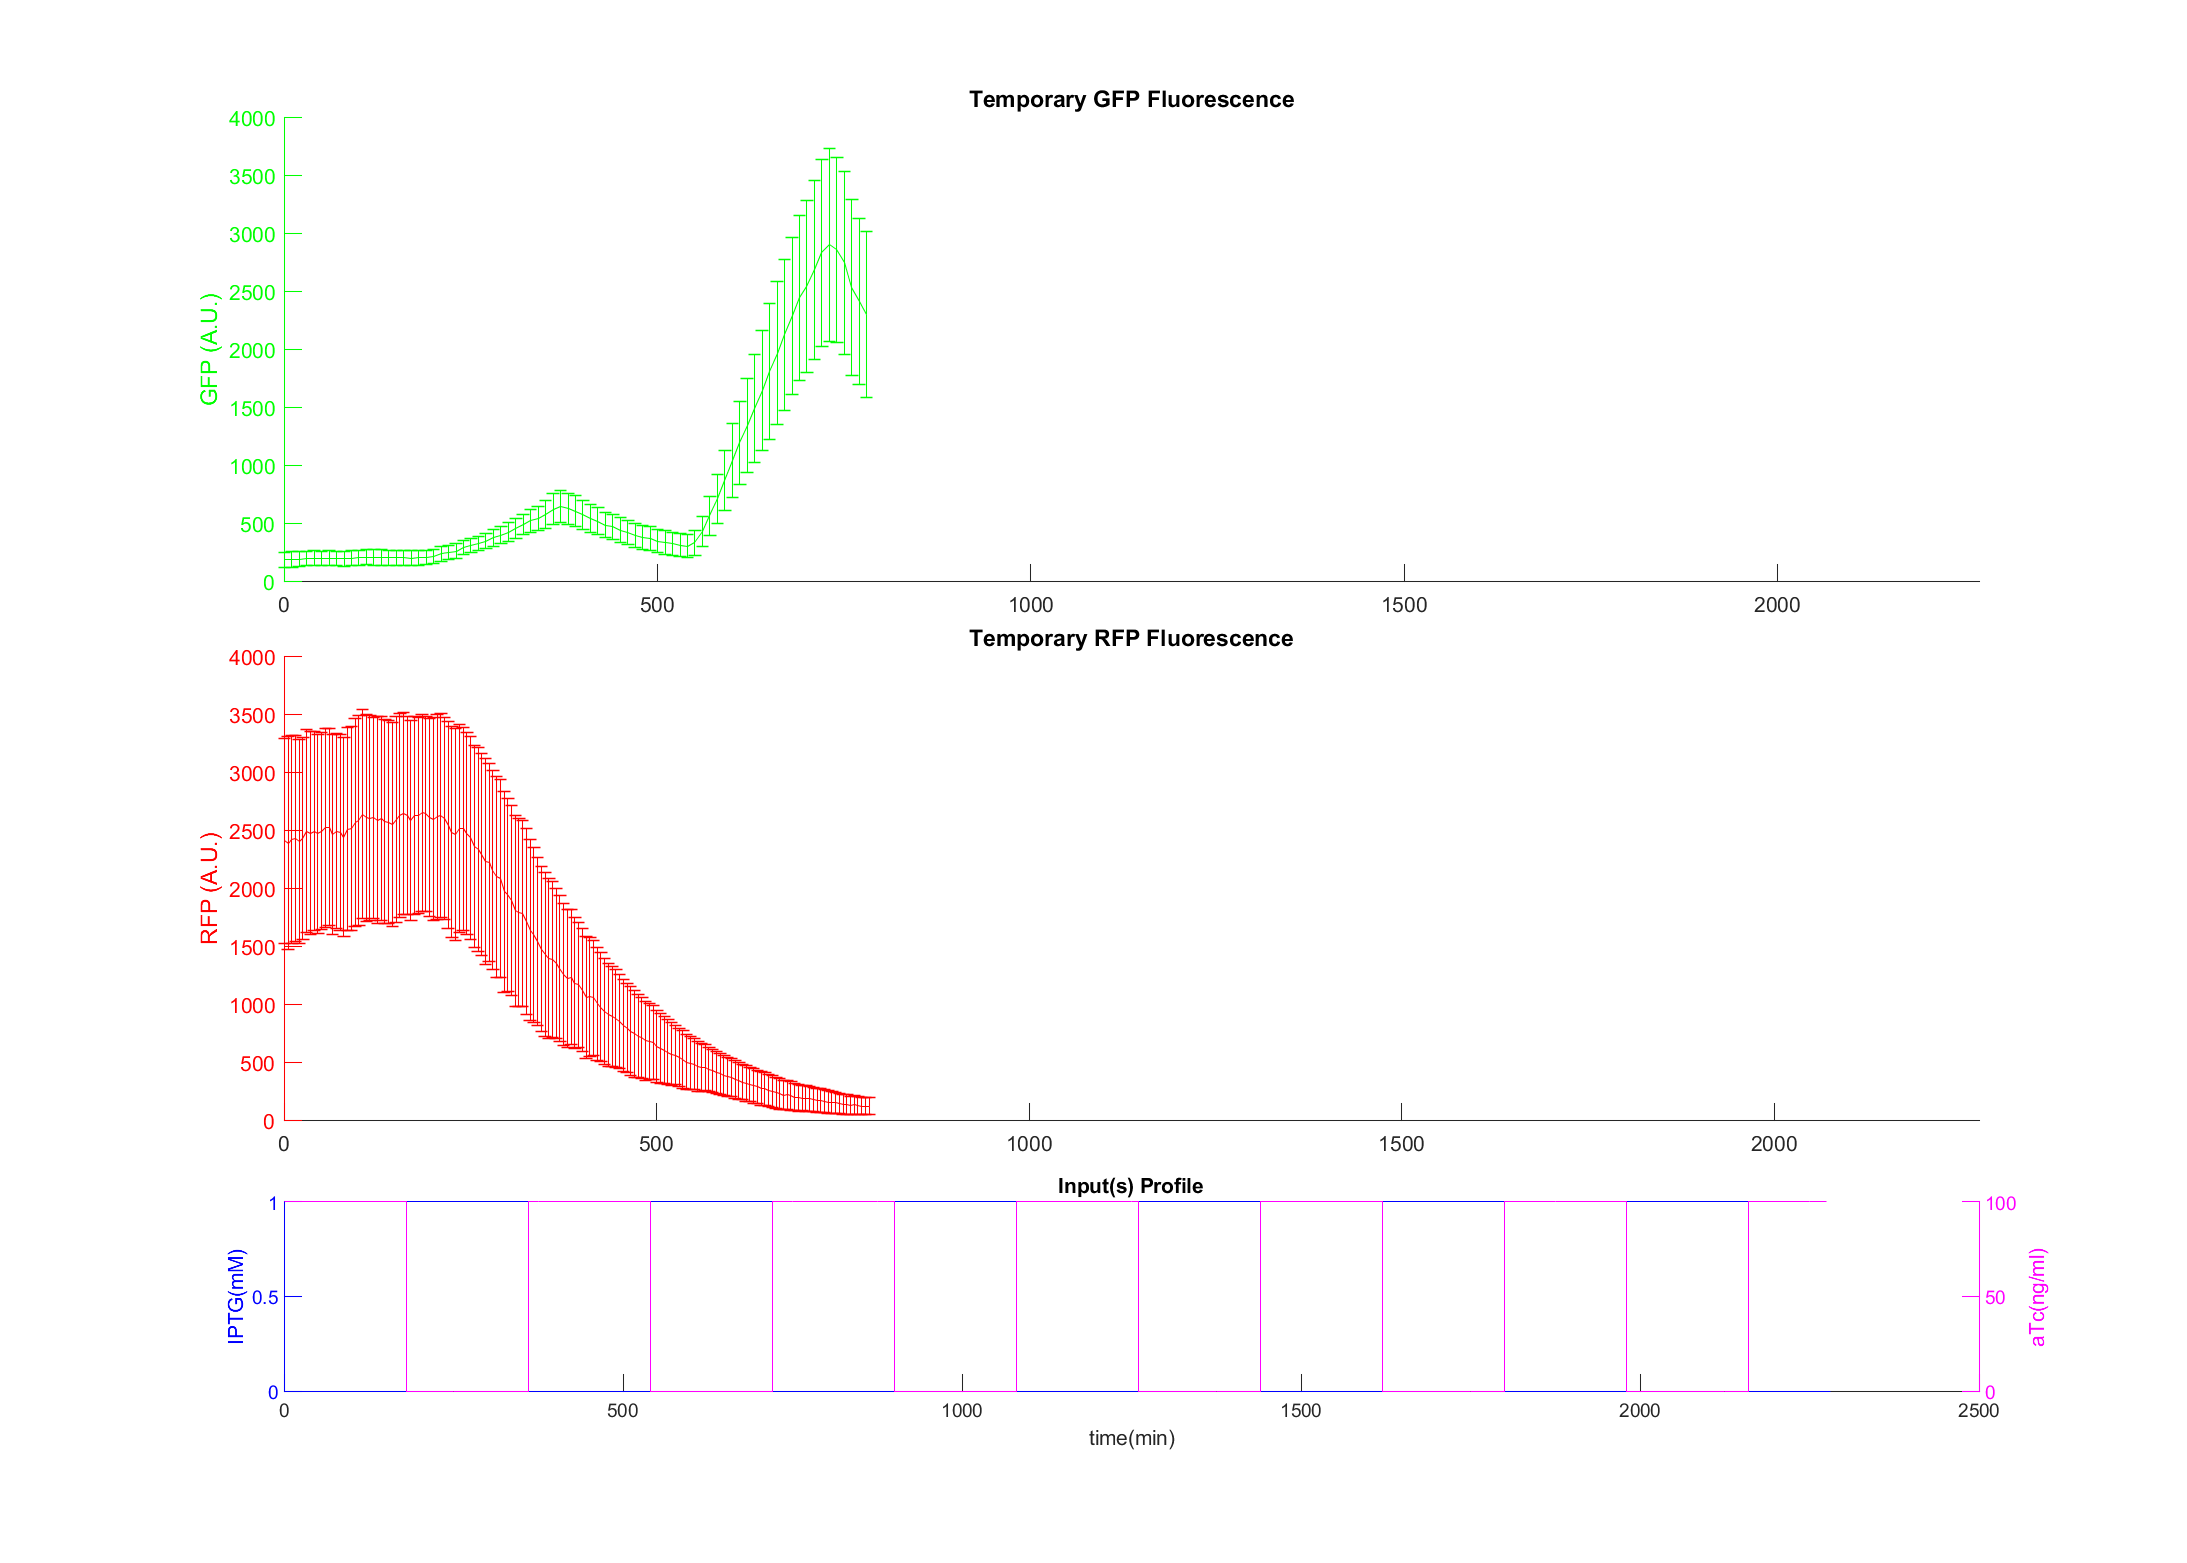 Temporary GFP Fluorescence
4000
3500
3000
2500
2000
1500
1000
500
0
GFP (A.U.)
0 500 1000 1500 2000
Temporary RFP Fluorescence
4000
3500
3000
2500
2000
1500
1000
500
0
RFP (A.U.)
0 500 1000 1500 2000
Input(s) Profile
1
0.5
0
IPTG(mM)
100
50
0
aTc(ng/ml)
0 500 1000 1500 2000 2500
time(min)